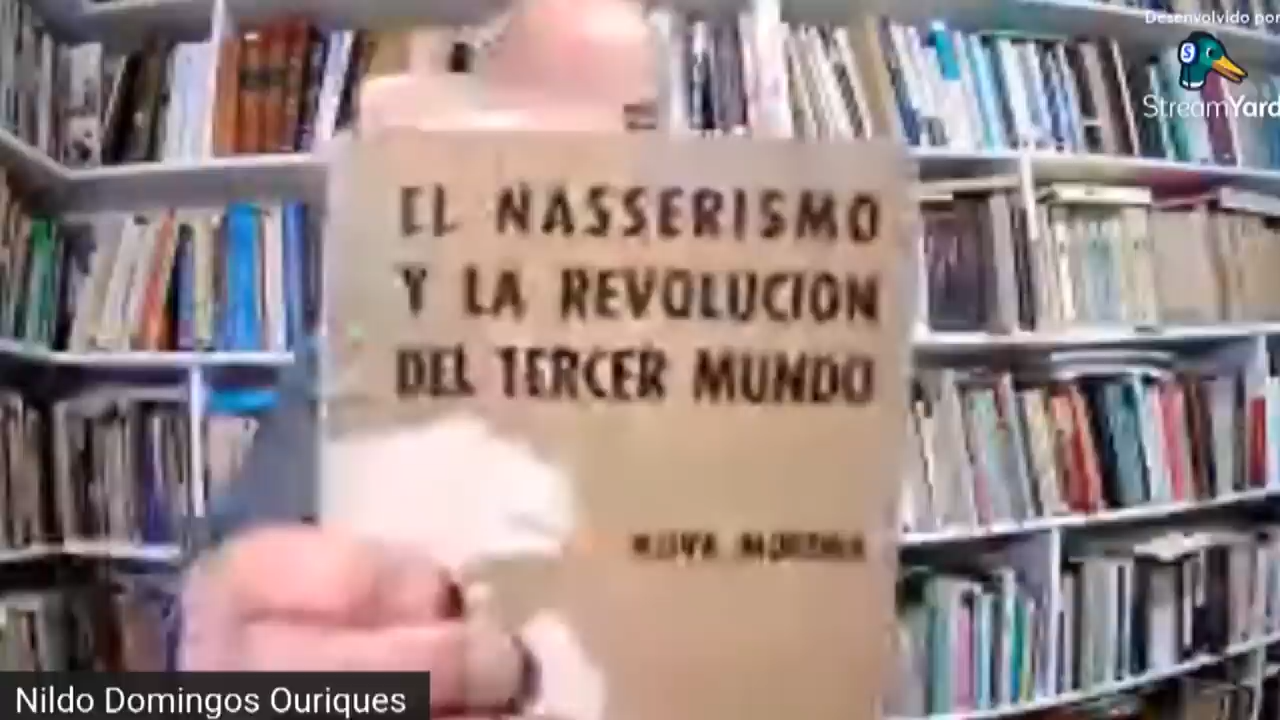 Desenvolvido por
StreamYard
EL NASSERISMO
Y LA REVOLUCION
DEL TERCER MUNDO
Nildo Domingos Ouriques